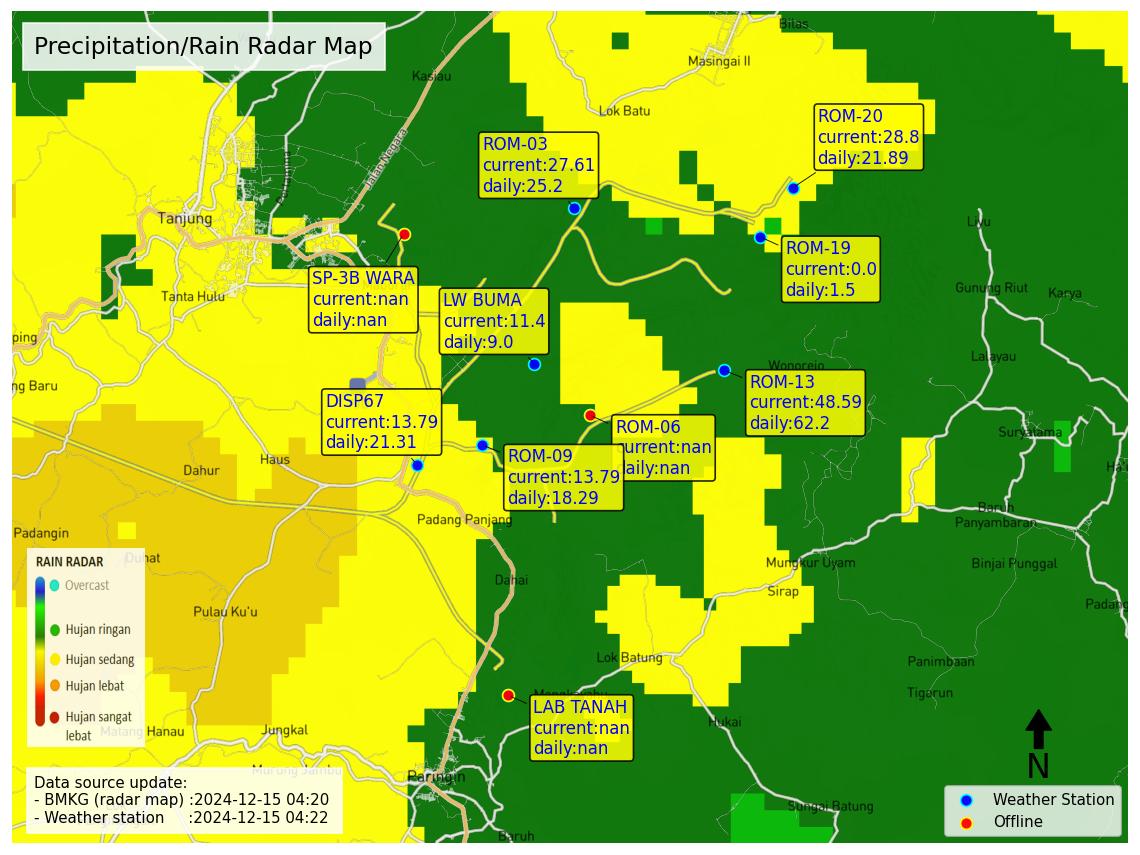 Precipitation/Rain Radar Map
Bilas
Masingai II
Kasiau
Lok Batu
ROM-20
current:28.8
daily:21.89
ROM-03
current:27.61
daily:25.2
Jalan Negara
Tanjung
Liyu
SP-3B WARA
current:nan
daily:nan
ROM-19
current:0.0
daily:1.5
Tanta Hulu
LW BUMA
current:11.4
daily:9.0
Gunung Riut
Karya
ping
Lalayau
Wonorejo
ng Baru
ROM-13
current:48.59
daily:62.2
DISP67
current:13.79
daily:21.31
ROM-06
current:nan
daily:nan
Suryatama
ROM-09
current:13.79
daily:18.29
Haus
Dahur
Padang Panjang
Baruh
Panyambaran
Padangin
Mungkur Uyam
Binjai Punggal
Dahai
Sirap
Padang
Pulau Ku'u
RAIN RADAR
Overcast
Hujan ringan
Hujan sedang
Hujan lebat
Hujan sangat
lebat
Lok Batung
Panimbaan
Tigarun
LAB TANAH
current:nan
daily:nan
Hukai
Matang Hanau
Jungkal
Murung Jambu
Paringin
Sungai Batung
Baruh
Data source update:
- BMKG (radar map) :2024-12-15 04:20
- Weather station :2024-12-15 04:22
N
Weather Station
Offline